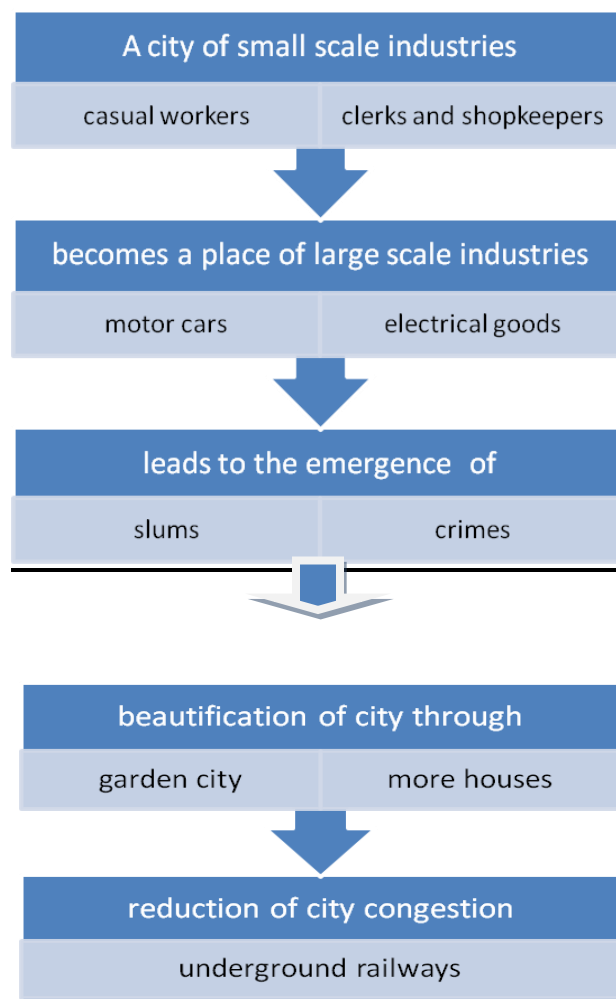 A city of small scale industries
casual workers
clerks and shopkeepers
becomes a place of large scale industries
motor cars
electrical goods
leads to the emergence of
slums
crimes
beautification of city through
garden city
more houses
reduction of city congestion
underground railways